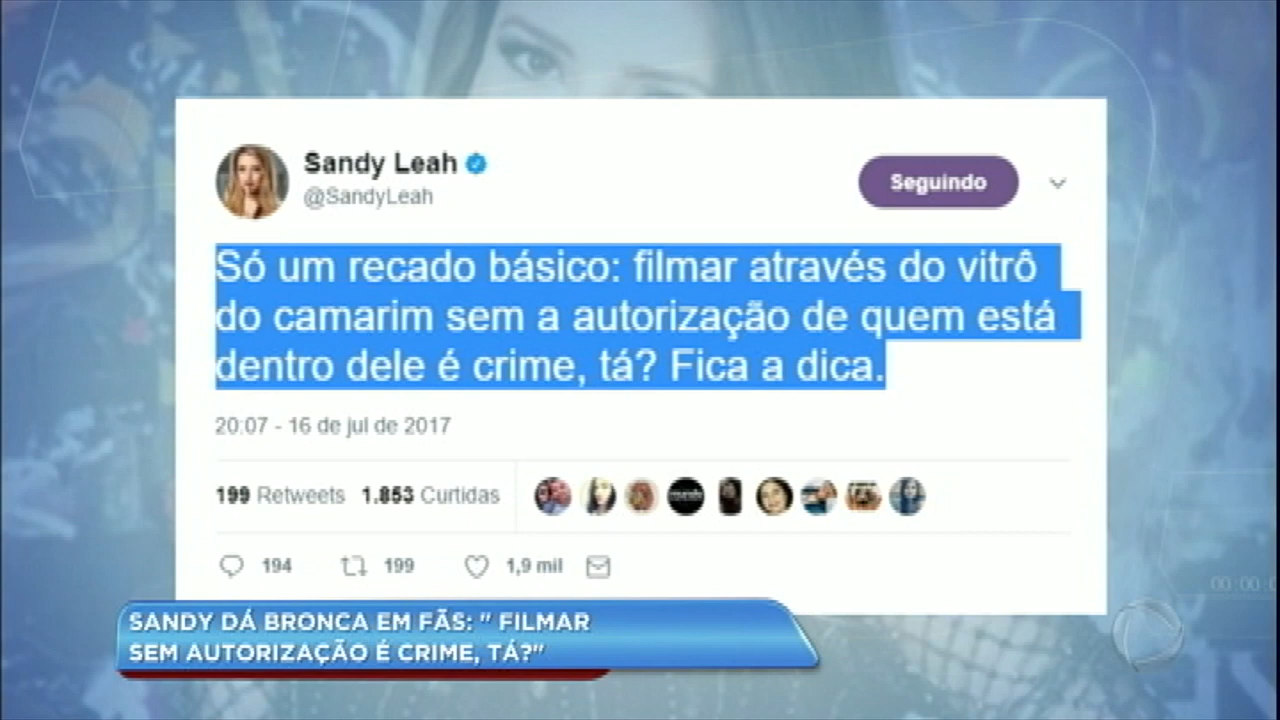 Sandy Leah
@SandyLeah
Seguindo
Só um recado básico: filmar através do vitrô
do camarim sem a autorização de quem está
dentro dele é crime, tá? Fica a dica.
20:07 - 16 de jul de 2017
199 Retweets 1.853 Curtidas
194 199 1,9 mil
SANDY DÁ BRONCA EM FÃS: " FILMAR
SEM AUTORIZAÇÃO É CRIME, TÁ?"